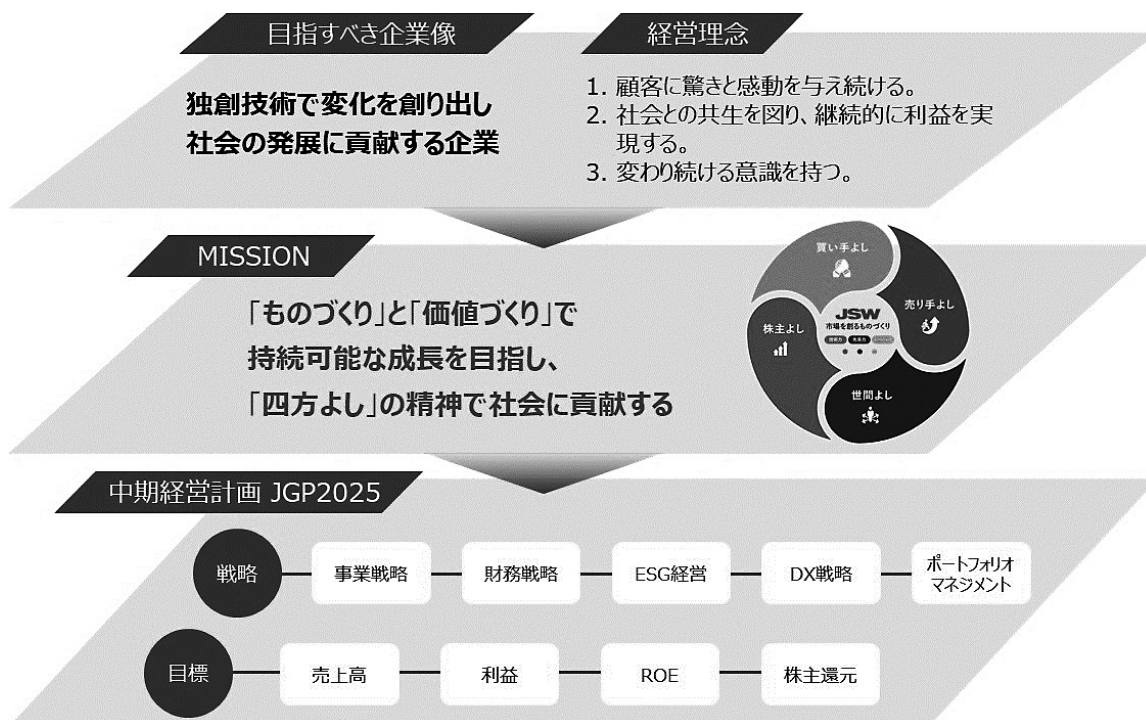 目指すべき企業像
独創技術で変化を創り出し
社会の発展に貢献する企業
経営理念
1. 顧客に驚きと感動を与え続ける。
2. 社会との共生を図り、継続的に利益を実
現する。
3. 変わり続ける意識を持つ。
MISSION
「ものづくり」と「価値づくり」で
持続可能な成長を目指し、
「四方よし」の精神で社会に貢献する
買い手よし
売り手よし
世間よし
株主よし
JSW
市場を創るものづくり
中期経営計画 JGP2025
戦略
事業戦略
財務戦略
ESG経営
DX戦略
ポートフォリオ
マネジメント
目標
売上高
利益
ROE
株主還元